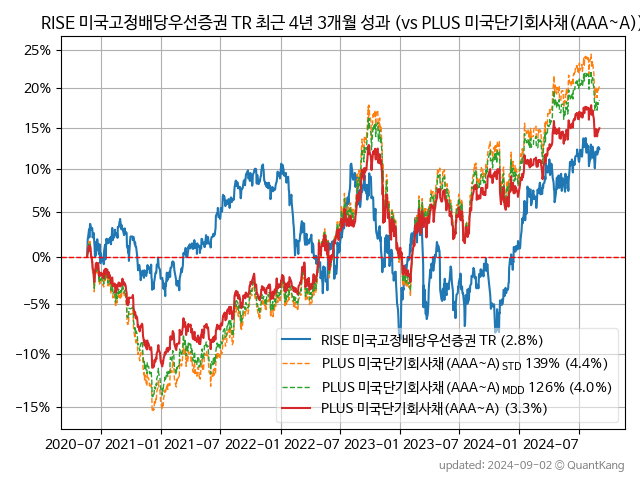 RISE 미국고정배당우선증권 TR 최근 4년 3개월 성과 (vs PLUS 미국단기회사채(AAA~A))
25%
20%
15%
10%
5%
0%
−5%
−10%
−15%
RISE 미국고정배당우선증권 TR (2.8%)
PLUS 미국단기회사채(AAA~A) STD 139% (4.4%)
PLUS 미국단기회사채(AAA~A) MDD 126% (4.0%)
PLUS 미국단기회사채(AAA~A) (3.3%)
2020-07 2021-01 2021-07 2022-01 2022-07 2023-01 2023-07 2024-01 2024-07
updated: 2024-09-02 © QuantKang